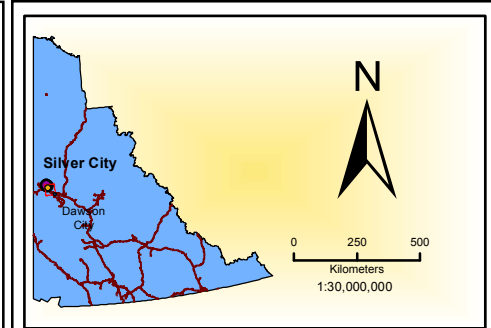 N
Silver City
Dawson
City
0 250 500
Kilometers
1:30,000,000